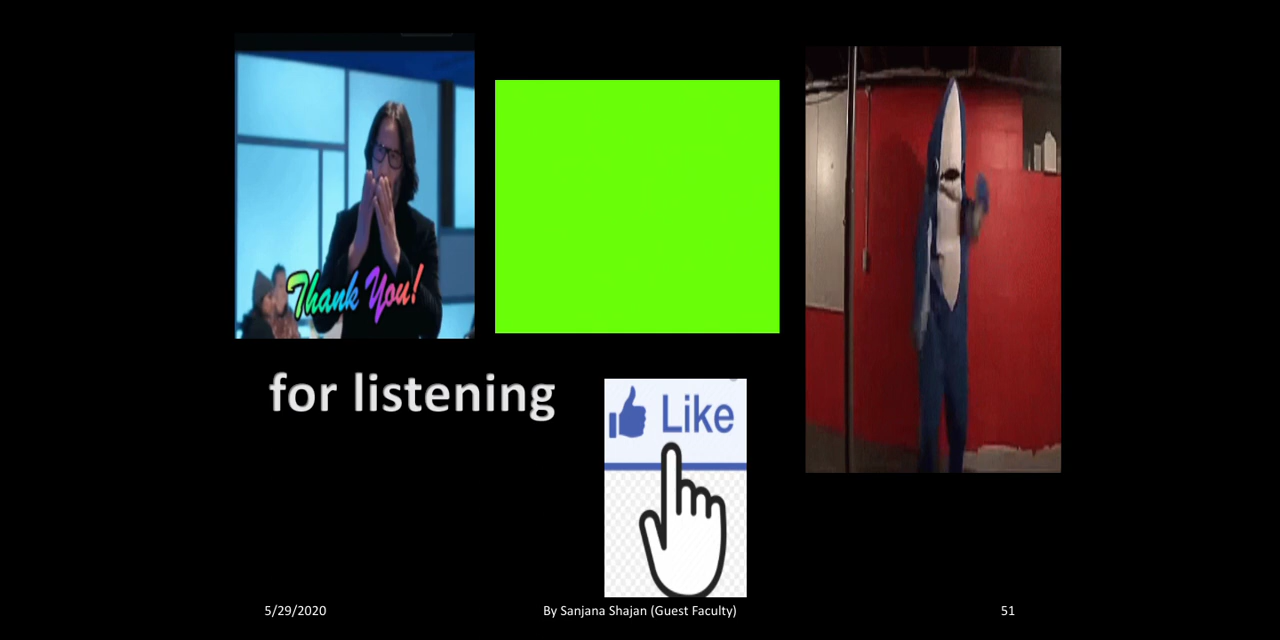 Thank You!
for listening
Like
5/29/2020
By Sanjana Shajan (Guest Faculty)
51